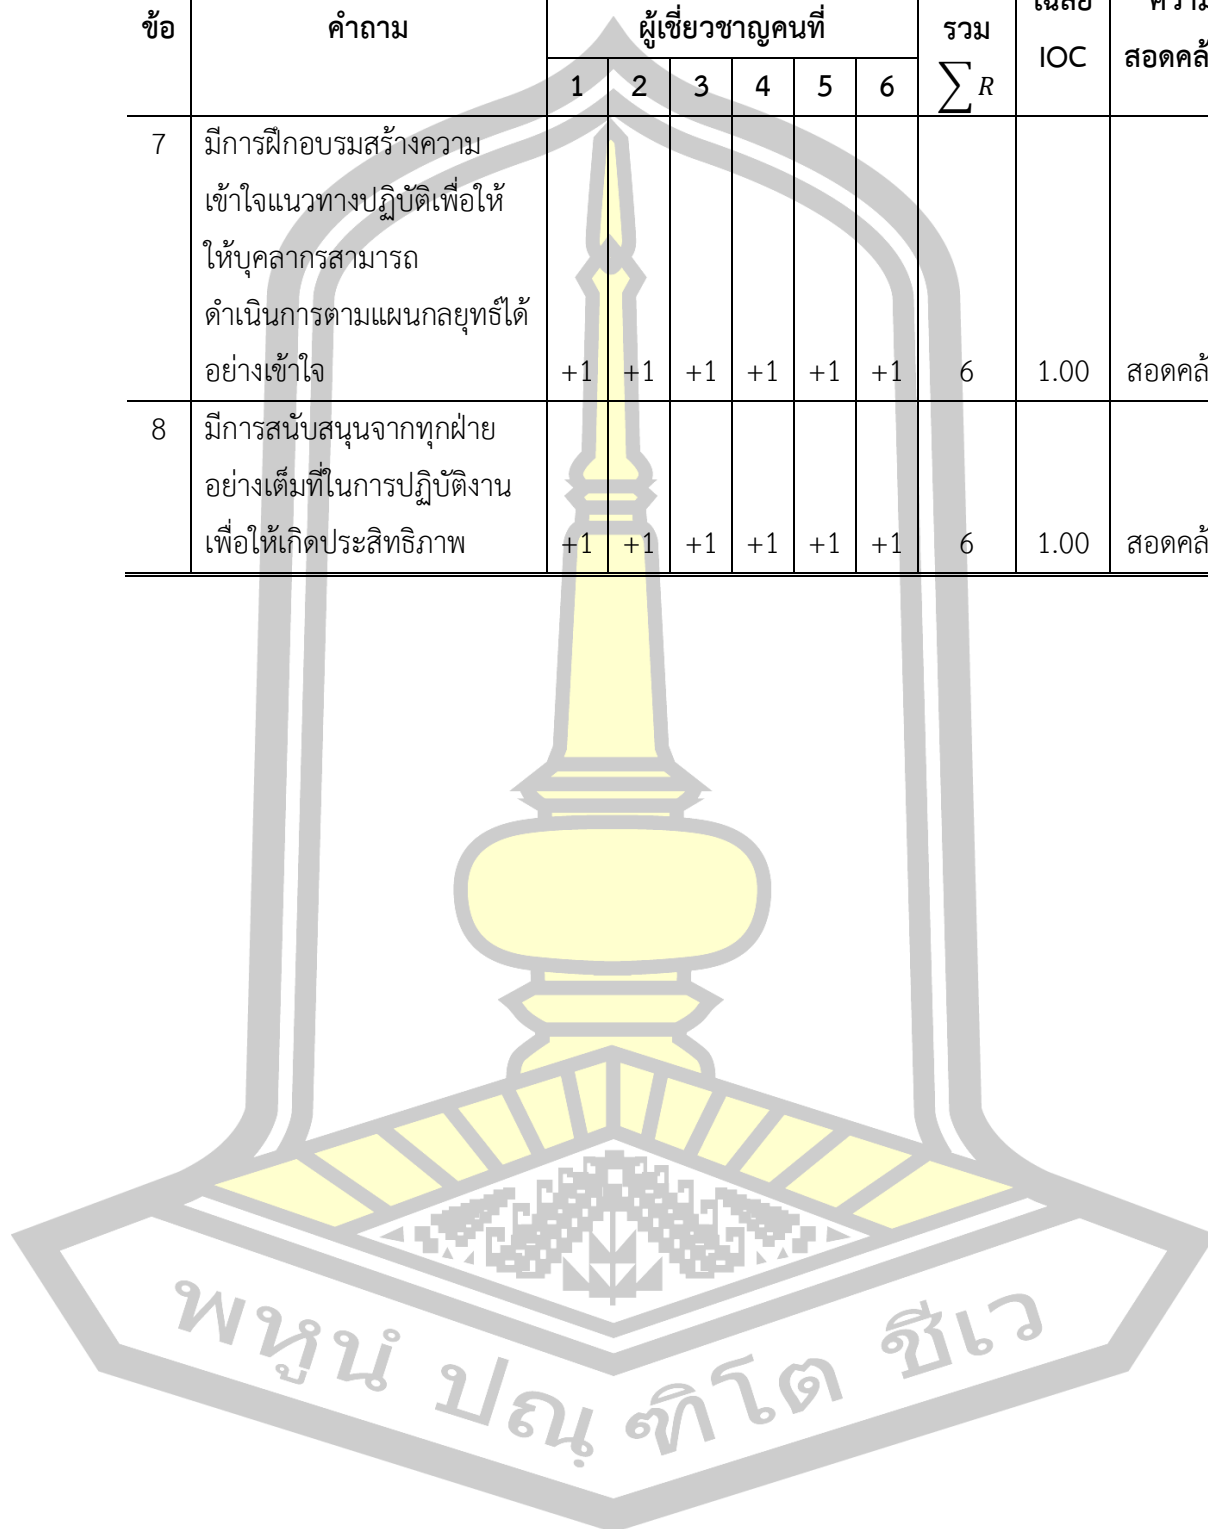 ข้อ คำถาม ผู้เชี่ยวชาญคนที่ รวม ∑R IOC
1 2 3 4 5 6
7 มีการฝึกอบรมสร้างความ
เข้าใจแนวทางปฏิบัติเพื่อให้
ให้บุคลากรสามารถ
ดำเนินการตามแผนกลยุทธ์ได้
อย่างเข้าใจ +1 +1 +1 +1 +1 +1 6 1.00
8 มีการสนับสนุนจากทุกฝ่าย
อย่างเต็มที่ในการปฏิบัติงาน
เพื่อให้เกิดประสิทธิภาพ +1 +1 +1 +1 +1 +1 6 1.00
พหูนํ ปณฺฑิโต ชีเว